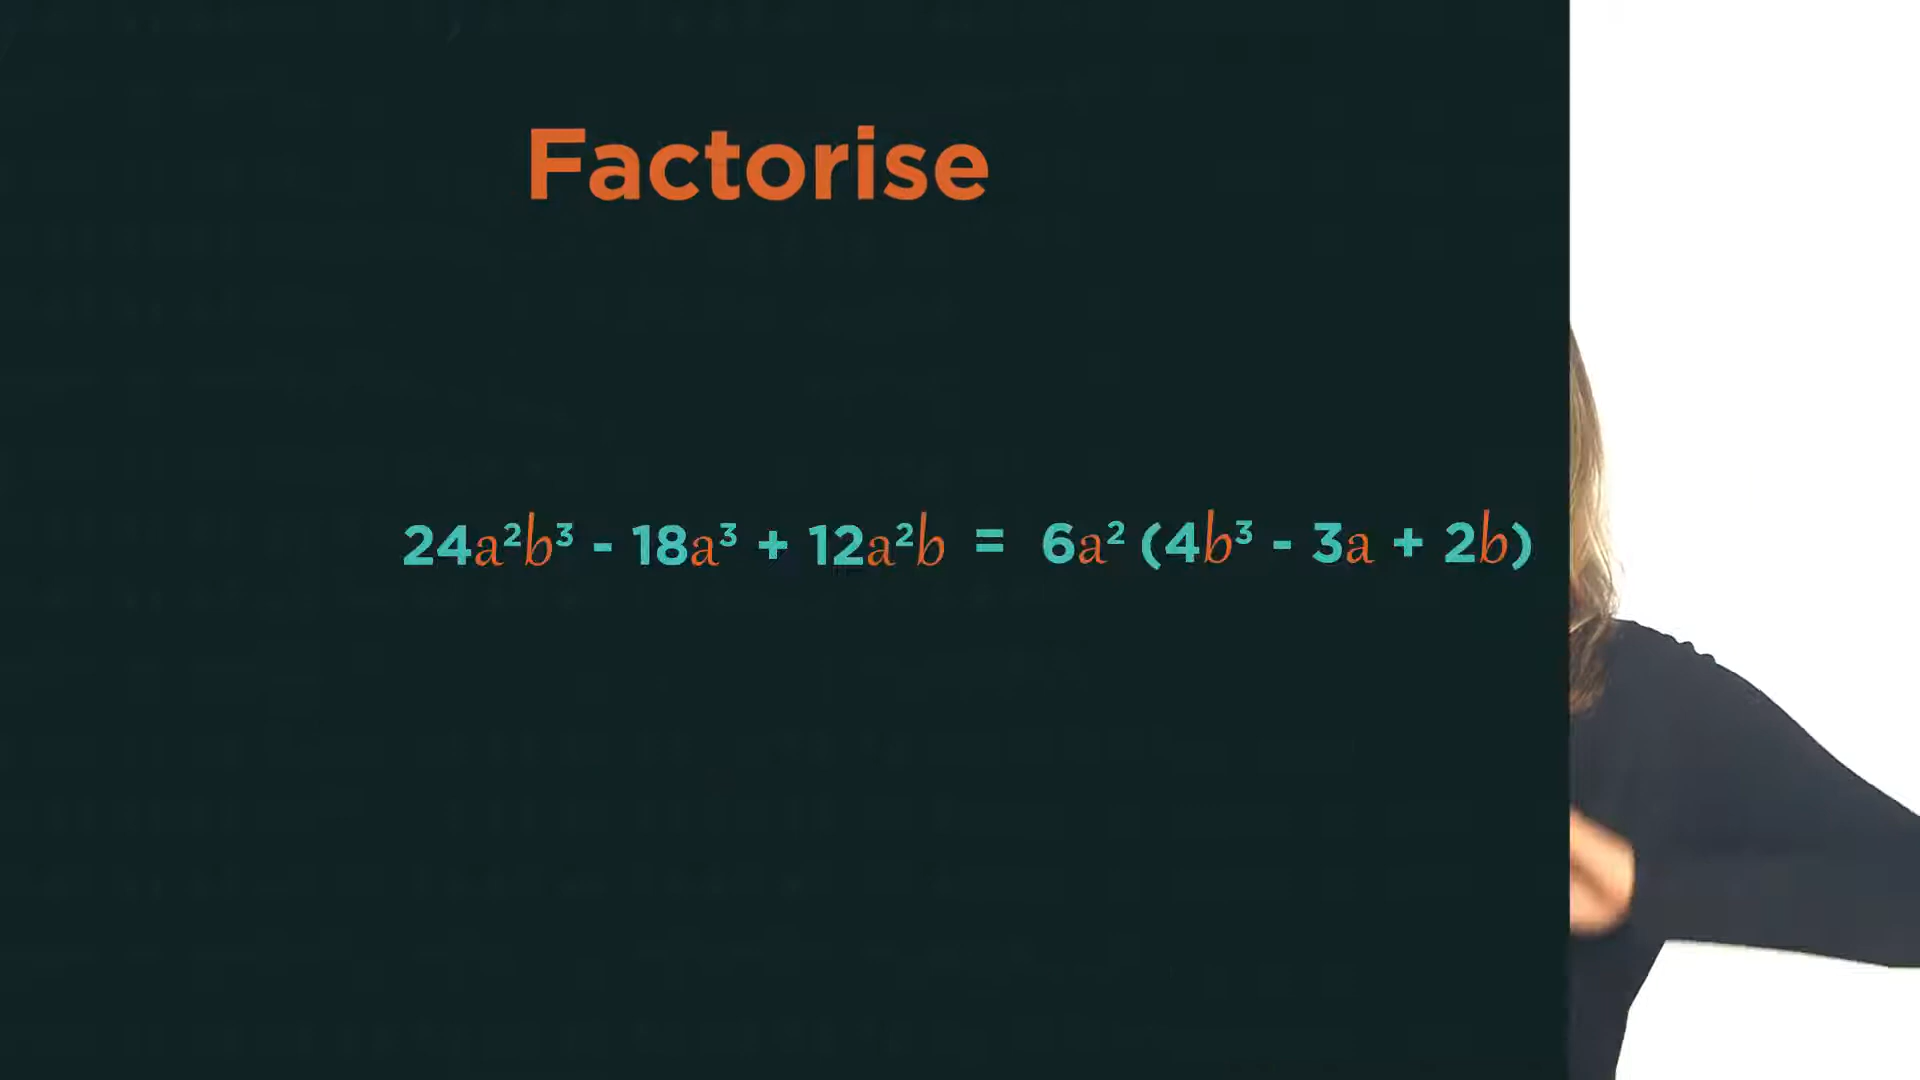 Factorise
24a²b³ - 18a³ + 12a²b = 6a² (4b³ - 3a + 2b)